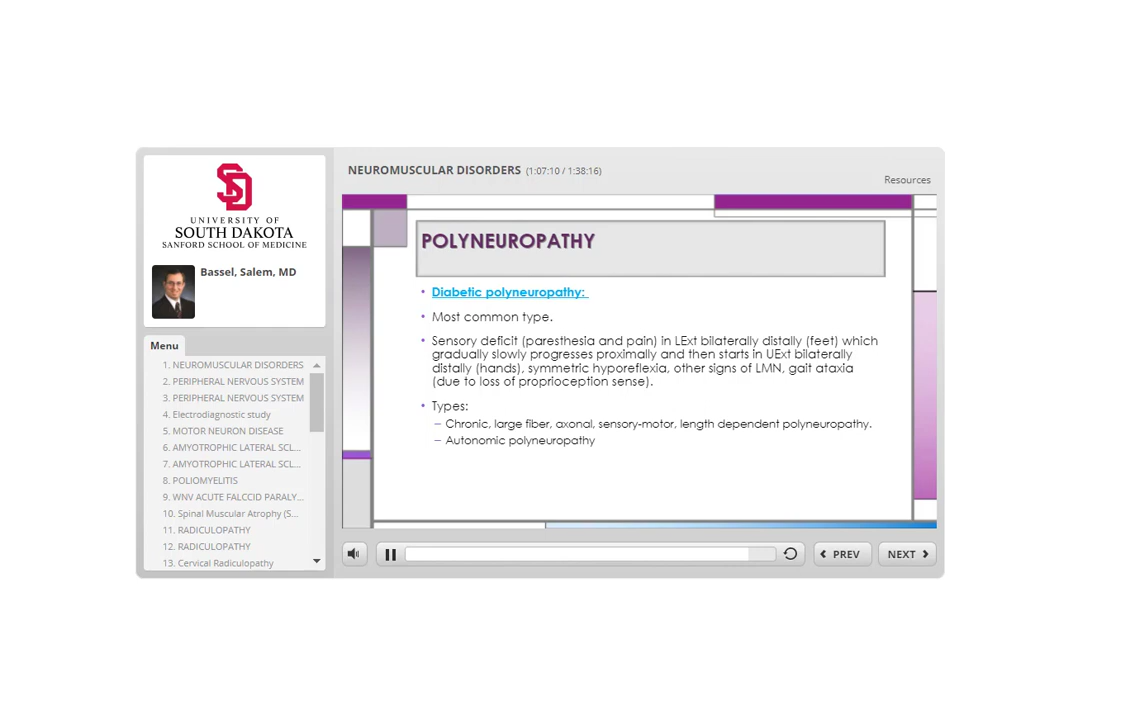 UNIVERSITY OF
SOUTH DAKOTA
SANFORD SCHOOL OF MEDICINE
Bassel, Salem, MD
Menu
1. NEUROMUSCULAR DISORDERS
2. PERIPHERAL NERVOUS SYSTEM
3. PERIPHERAL NERVOUS SYSTEM
4. Electrodiagnostic study
5. MOTOR NEURON DISEASE
6. AMYOTROPHIC LATERAL SCL...
7. AMYOTROPHIC LATERAL SCL...
8. POLIOMYELITIS
9. WNV ACUTE FALCCID PARALY...
10. Spinal Muscular Atrophy (S...
11. RADICULOPATHY
12. RADICULOPATHY
13. Cervical Radiculopathy
NEUROMUSCULAR DISORDERS (1:07:10 / 1:38:16)
Resources
POLYNEUROPATHY
• Diabetic polyneuropathy:
• Most common type.
• Sensory deficit (paresthesia and pain) in LExt bilaterally distally (feet) which
gradually slowly progresses proximally and then starts in UExt bilaterally
distally (hands), symmetric hyporeflexia, other signs of LMN, gait ataxia
(due to loss of proprioception sense).
• Types:
– Chronic, large fiber, axonal, sensory-motor, length dependent polyneuropathy.
– Autonomic polyneuropathy
PREV
NEXT